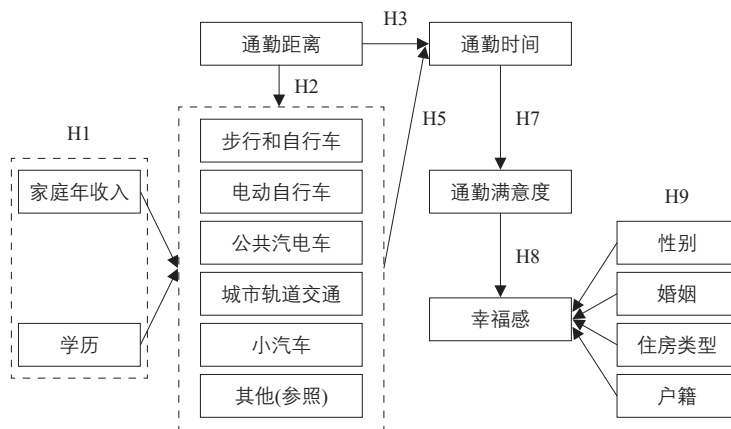 通勤距离
H3
通勤时间
H2
H1
步行和自行车
H5
H7
家庭年收入
电动自行车
通勤满意度
H9
公共汽电车
性别
H8
城市轨道交通
幸福感
婚姻
学历
小汽车
住房类型
其他(参照)
户籍